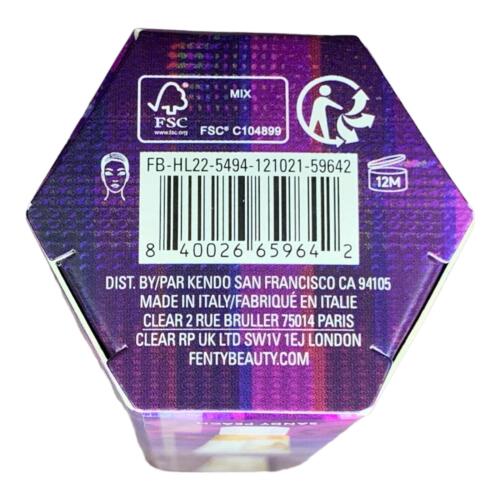 MIX
FSC
www.fsc.org
FSC® C104899
FB-HL22-5494-121021-59642
12M
8 40026 65964 2
DIST. BY/PAR KENDO SAN FRANCISCO CA 94105
MADE IN ITALY/FABRIQUÉ EN ITALIE
CLEAR 2 RUE BRULLER 75014 PARIS
CLEAR RP UK LTD SW1V 1EJ LONDON
FENTYBEAUTY.COM
SANDY PEACH